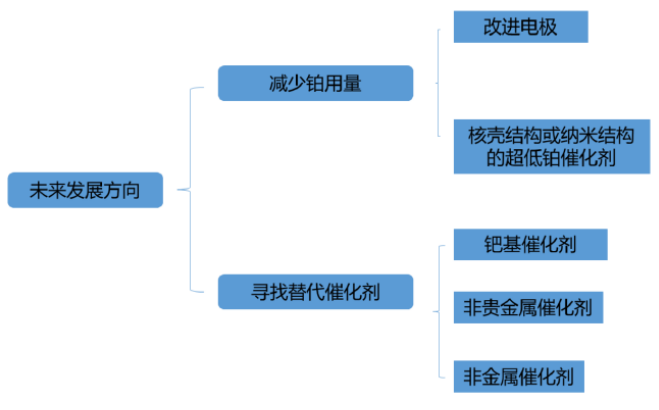 未来发展方向
减少铂用量
改进电极
核壳结构或纳米结构
的超低铂催化剂
寻找替代催化剂
钯基催化剂
非贵金属催化剂
非金属催化剂